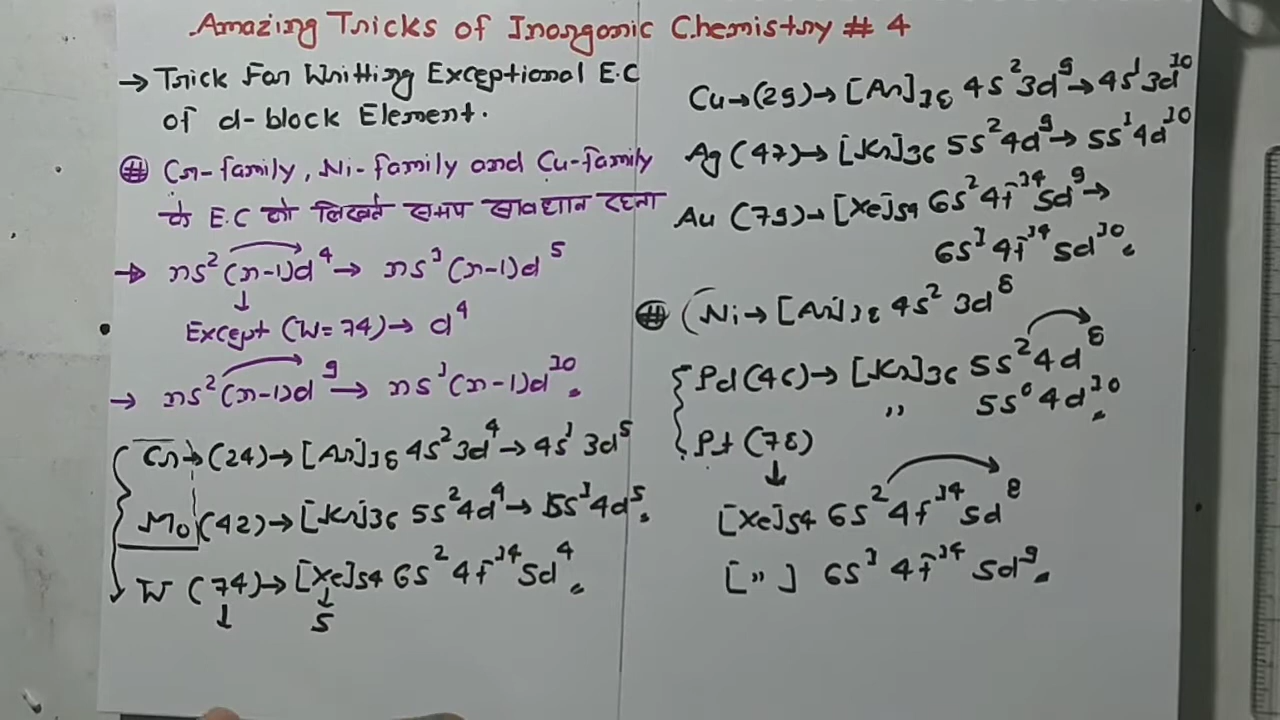 Amazing Tricks of Inorganic Chemistry # 4
→ Trick For Writting Exceptional E.C
of d-block Element.
# Cr-family, Ni-family and Cu-family
के E.C को लिखते समय सावधान रहना
→ ns² (n-1)d⁴ → ns¹ (n-1)d⁵
↓
Except (W=74) → d⁴
→ ns² (n-1)d⁹ → ns¹ (n-1)d¹⁰.
Cr → (24) → [Ar]₁₈ 4s² 3d⁴ → 4s¹ 3d⁵
Mo (42) → [Kr]₃₆ 5s² 4d⁴ → 5s¹ 4d⁵.
W (74) → [Xe]₅₄ 6s² 4f¹⁴ 5d⁴.
↓ ↓
5
Cu → (29) → [Ar]₁₈ 4s² 3d⁹ → 4s¹ 3d¹⁰
Ag (47) → [Kr]₃₆ 5s² 4d⁹ → 5s¹ 4d¹⁰
Au (79) → [Xe]₅₄ 6s² 4f¹⁴ 5d⁹ →
6s¹ 4f¹⁴ 5d¹⁰.
# (Ni → [Ar]₁₈ 4s² 3d⁸
Pd (46) → [Kr]₃₆ 5s² 4d⁸
" 5s⁰ 4d¹⁰.
Pt (78)
↓
[Xe]₅₄ 6s² 4f¹⁴ 5d⁸
[ " ] 6s¹ 4f¹⁴ 5d⁹.